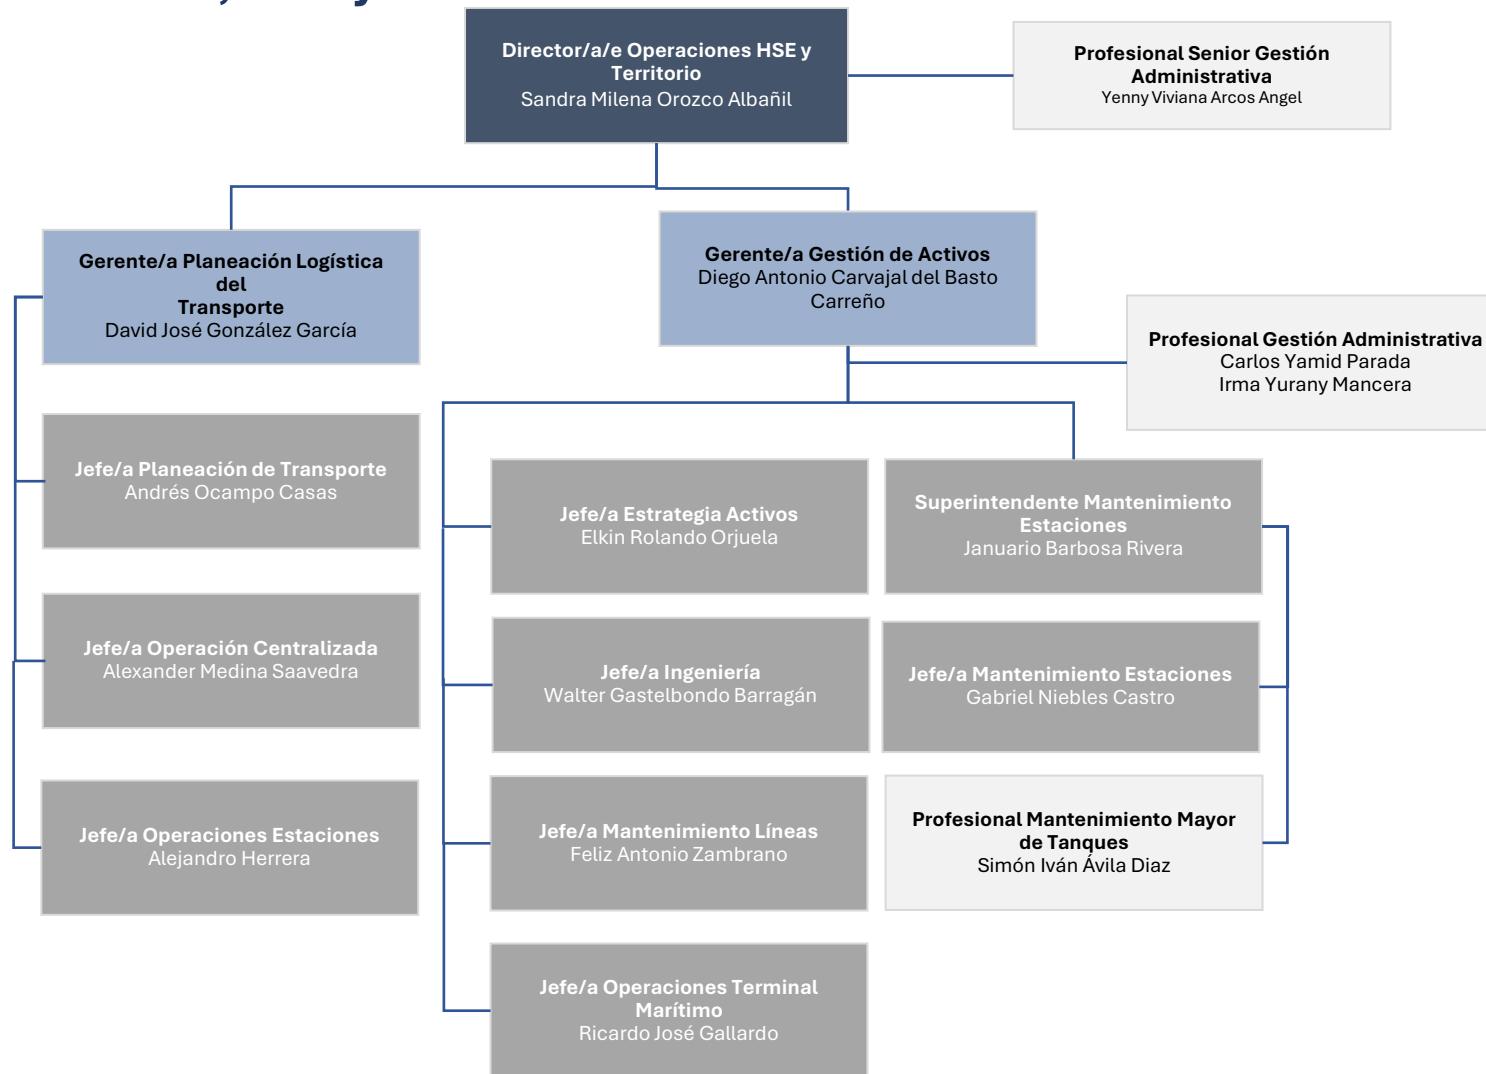 Director/a/e Operaciones HSE y
Territorio
Sandra Milena Orozco Albañil
Profesional Senior Gestión
Administrativa
Yenny Viviana Arcos Angel
Gerente/a Planeación Logística
del
Transporte
David José González García
Gerente/a Gestión de Activos
Diego Antonio Carvajal del Basto
Carreño
Profesional Gestión Administrativa
Carlos Yamid Parada
Irma Yurany Mancera
Jefe/a Planeación de Transporte
Andrés Ocampo Casas
Jefe/a Operación Centralizada
Alexander Medina Saavedra
Jefe/a Operaciones Estaciones
Alejandro Herrera
Jefe/a Estrategia Activos
Elkin Rolando Orjuela
Jefe/a Ingeniería
Walter Gastelbondo Barragán
Jefe/a Mantenimiento Líneas
Feliz Antonio Zambrano
Jefe/a Operaciones Terminal
Marítimo
Ricardo José Gallardo
Superintendente Mantenimiento
Estaciones
Januario Barbosa Rivera
Jefe/a Mantenimiento Estaciones
Gabriel Niebles Castro
Profesional Mantenimiento Mayor
de Tanques
Simón Iván Ávila Diaz